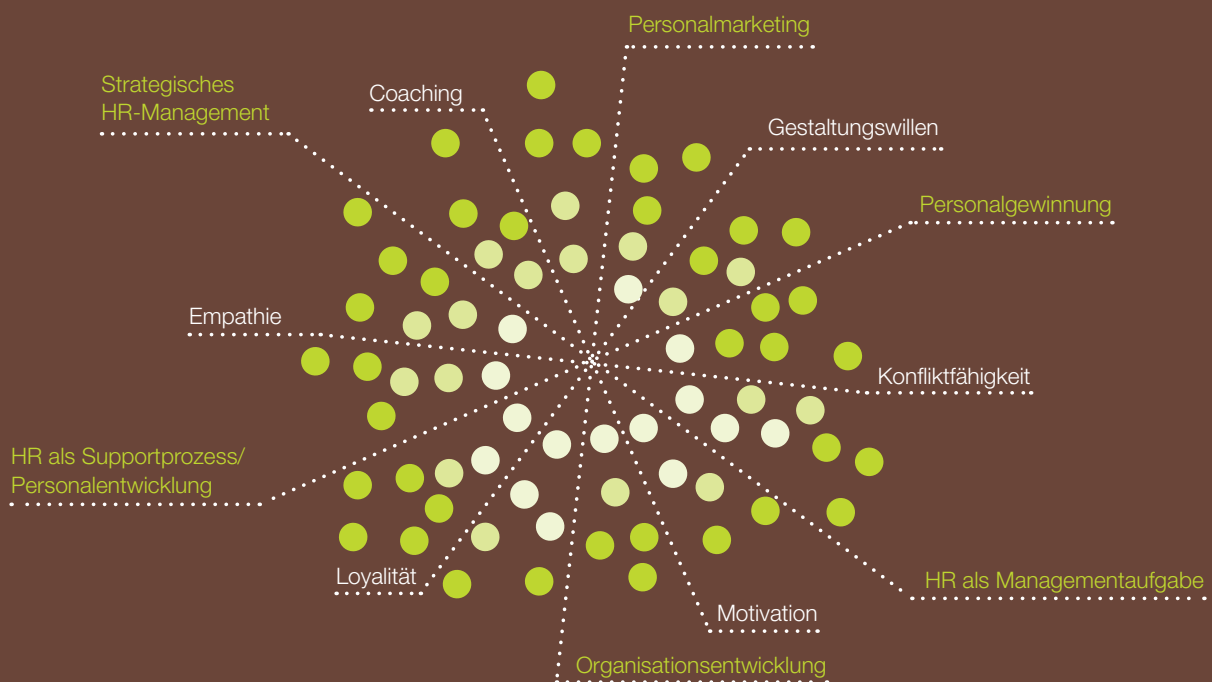 Personalmarketing
Strategisches
HR-Management
Coaching
Gestaltungswillen
Personalgewinnung
Empathie
Konfliktfähigkeit
HR als Supportprozess/
Personalentwicklung
Loyalität
HR als Managementaufgabe
Motivation
Organisationsentwicklung